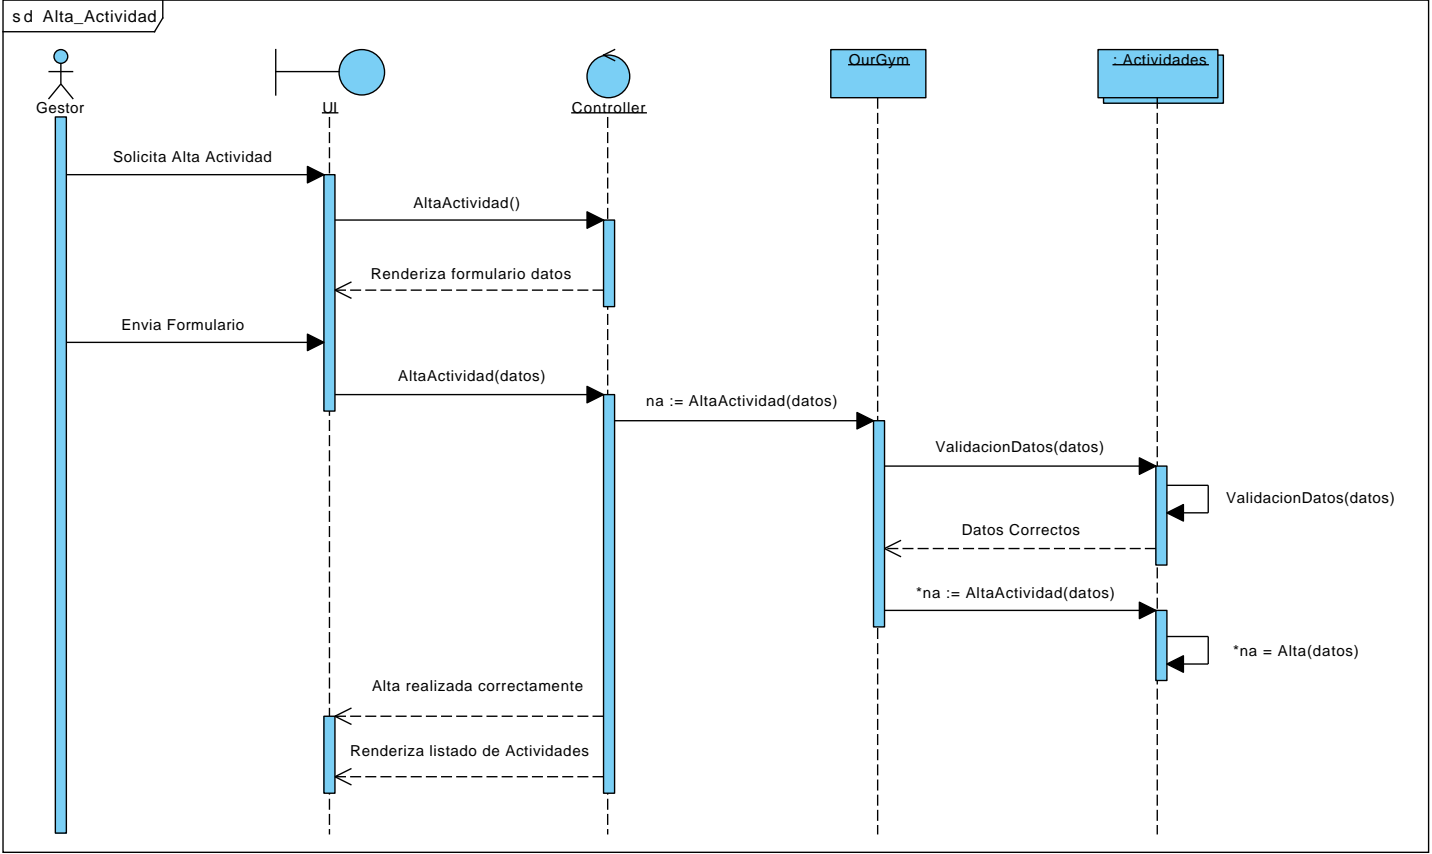 sd Alta_Actividad
Gestor
UI
Controller
OurGym
: Actividades
Solicita Alta Actividad
AltaActividad()
Renderiza formulario datos
Envia Formulario
AltaActividad(datos)
na := AltaActividad(datos)
ValidacionDatos(datos)
ValidacionDatos(datos)
Datos Correctos
*na := AltaActividad(datos)
*na = Alta(datos)
Alta realizada correctamente
Renderiza listado de Actividades